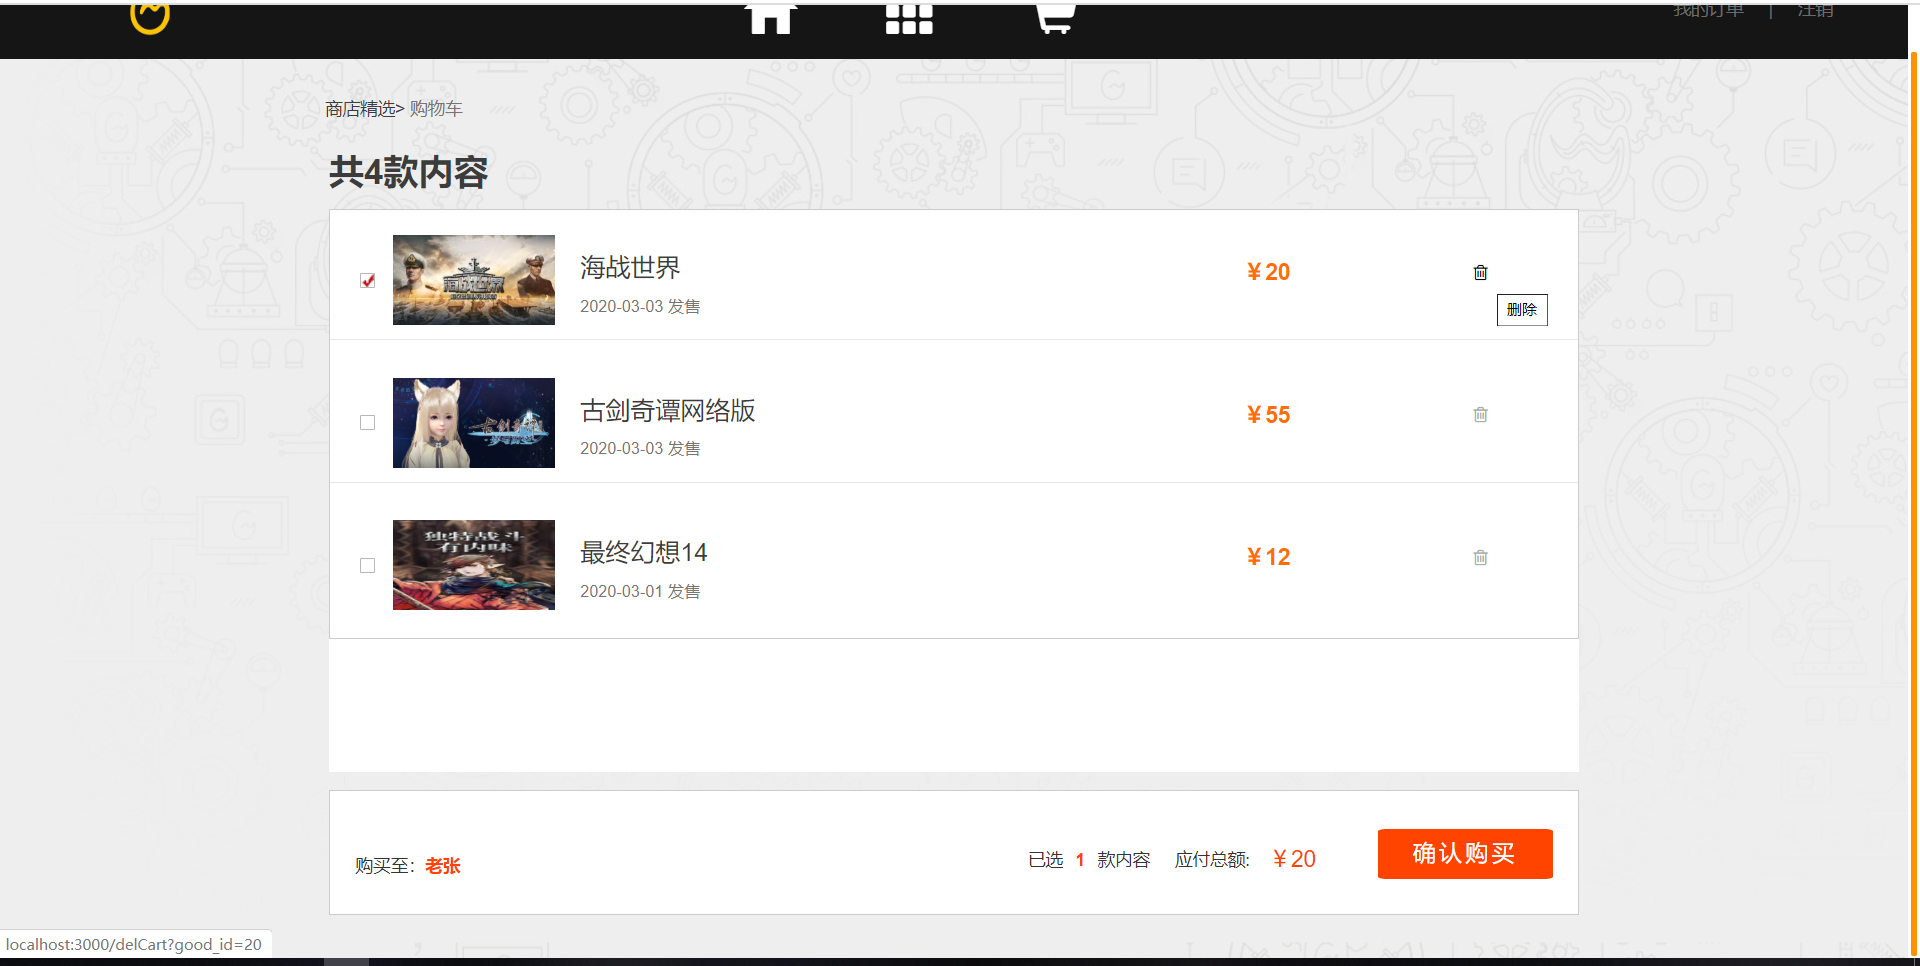 我的订单 | 注销
商店精选> 购物车
共4款内容
海战世界
海战世界
2020-03-03 发售
¥20
删除
古剑奇谭网络版
2020-03-03 发售
¥55
独特战斗
有内味
最终幻想14
2020-03-01 发售
¥12
购买至：老张
已选 1 款内容 应付总额: ¥20
确认购买
localhost:3000/delCart?good_id=20